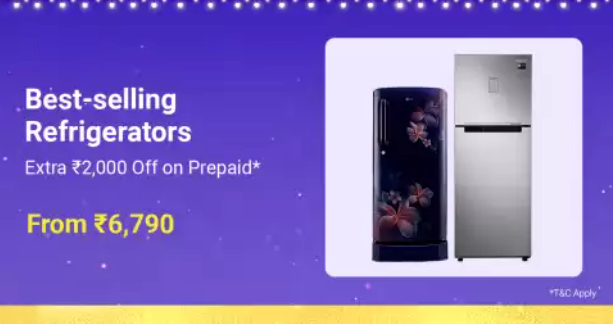 Best-selling
Refrigerators
Extra ₹2,000 Off on Prepaid*
From ₹6,790
*T&C Apply